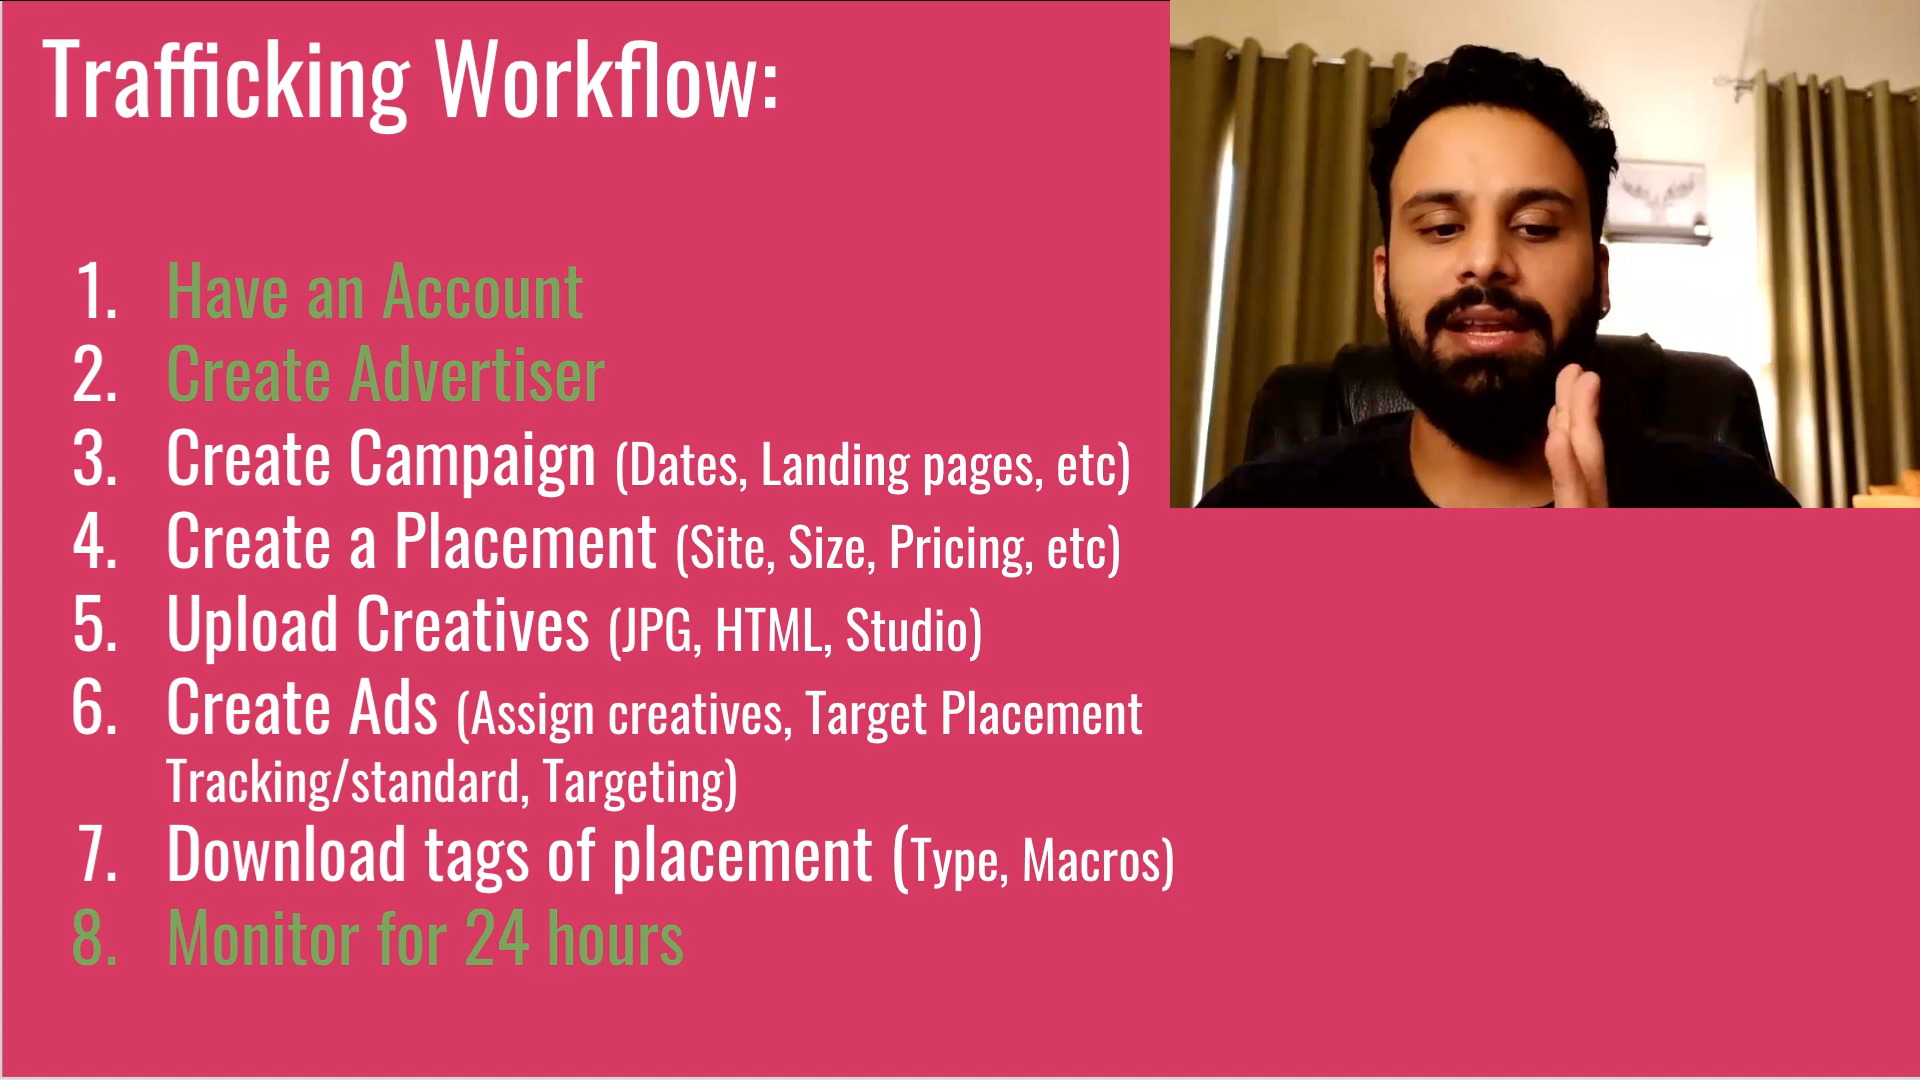 Trafficking Workflow:
1. Have an Account
2. Create Advertiser
3. Create Campaign (Dates, Landing pages, etc)
4. Create a Placement (Site, Size, Pricing, etc)
5. Upload Creatives (JPG, HTML, Studio)
6. Create Ads (Assign creatives, Target Placement
Tracking/standard, Targeting)
7. Download tags of placement (Type, Macros)
8. Monitor for 24 hours